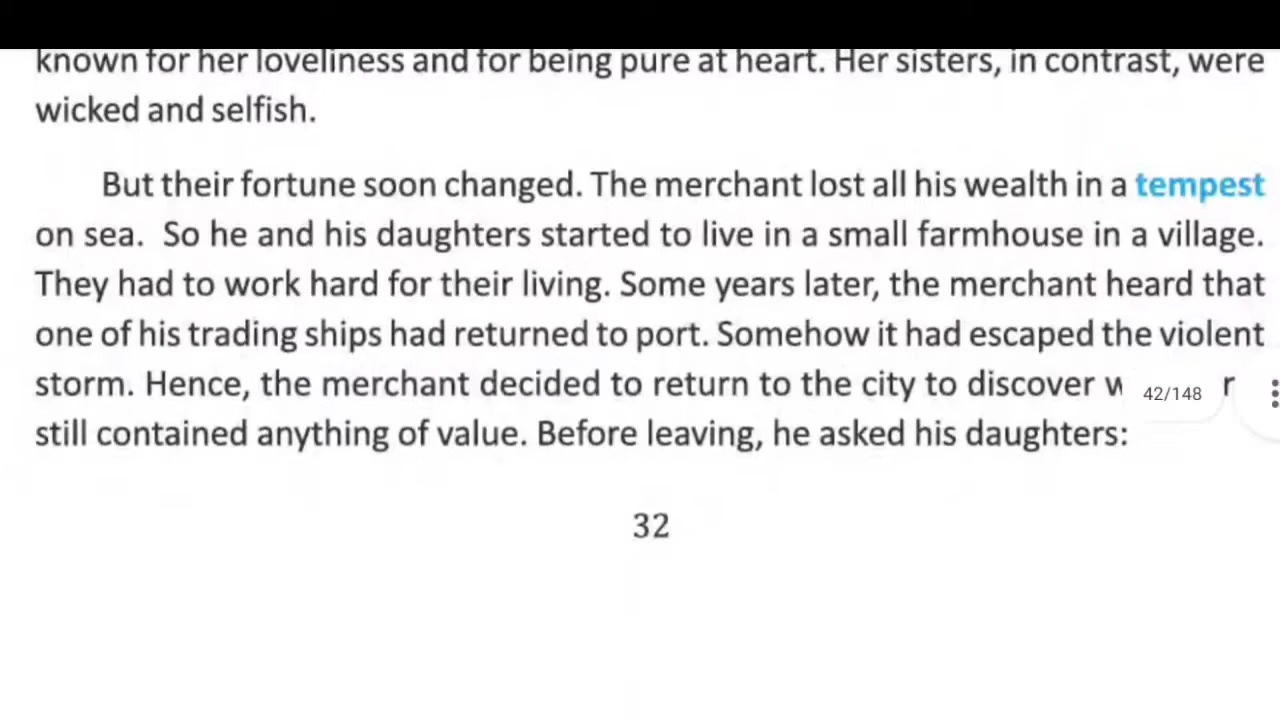 known for her loveliness and for being pure at heart. Her sisters, in contrast, were
wicked and selfish.
But their fortune soon changed. The merchant lost all his wealth in a tempest
on sea. So he and his daughters started to live in a small farmhouse in a village.
They had to work hard for their living. Some years later, the merchant heard that
one of his trading ships had returned to port. Somehow it had escaped the violent
storm. Hence, the merchant decided to return to the city to discover
42/148
still contained anything of value. Before leaving, he asked his daughters:
32